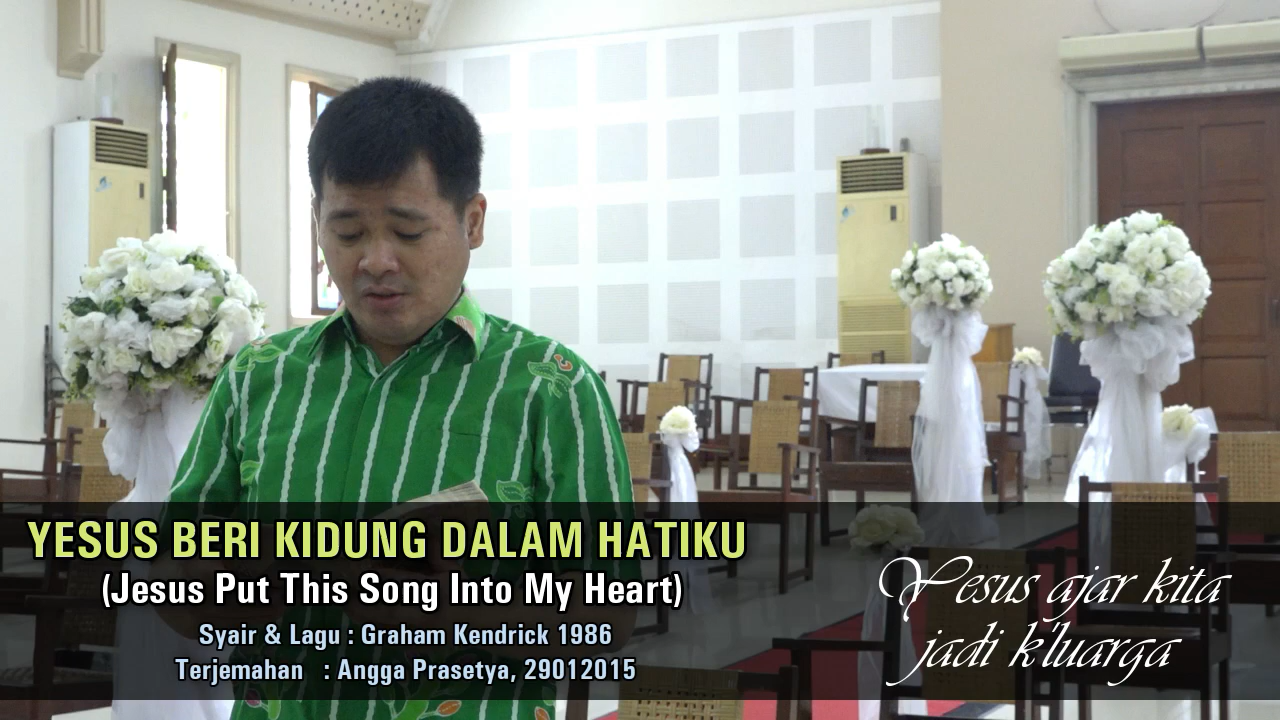 YESUS BERI KIDUNG DALAM HATIKU
(Jesus Put This Song Into My Heart)
Syair & Lagu : Graham Kendrick 1986
Terjemahan : Angga Prasetya, 29012015
Yesus ajar kita
jadi k'luarga